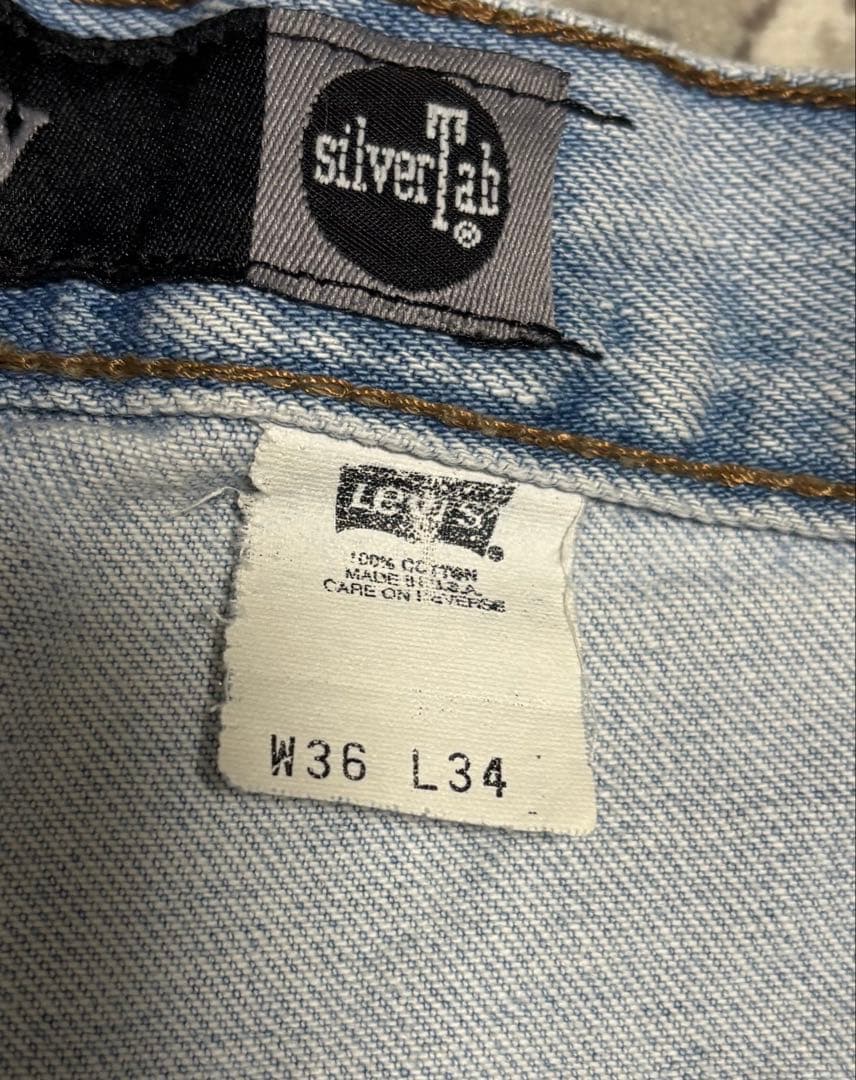 silverTab®
Levi's
100% COTTON
MADE IN U.S.A.
CARE ON REVERSE
W36 L34